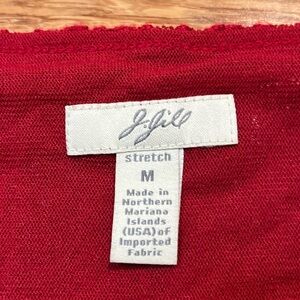 J.Jill
stretch
M
Made in
Northern
Mariana
Islands
(USA) of
Imported
Fabric